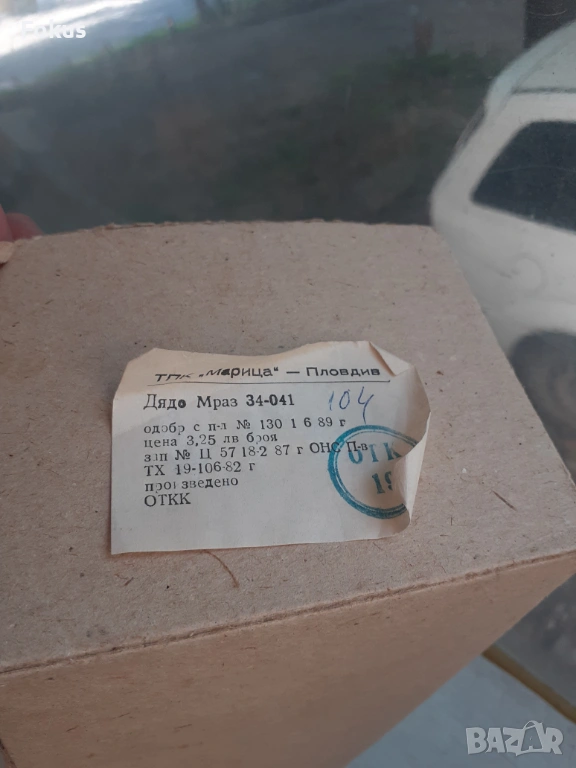 Fokus
ТПК „Марица“ — Пловдив
Дядо Мраз 34-041 104
одобр с п-л № 130 1 6 89 г
цена 3,25 лв броя
зап № Ц 57 18-2 87 г ОНС П-в
ТХ 19-106-82 г
произведено
ОТКК
ОТК
19
BAZAR